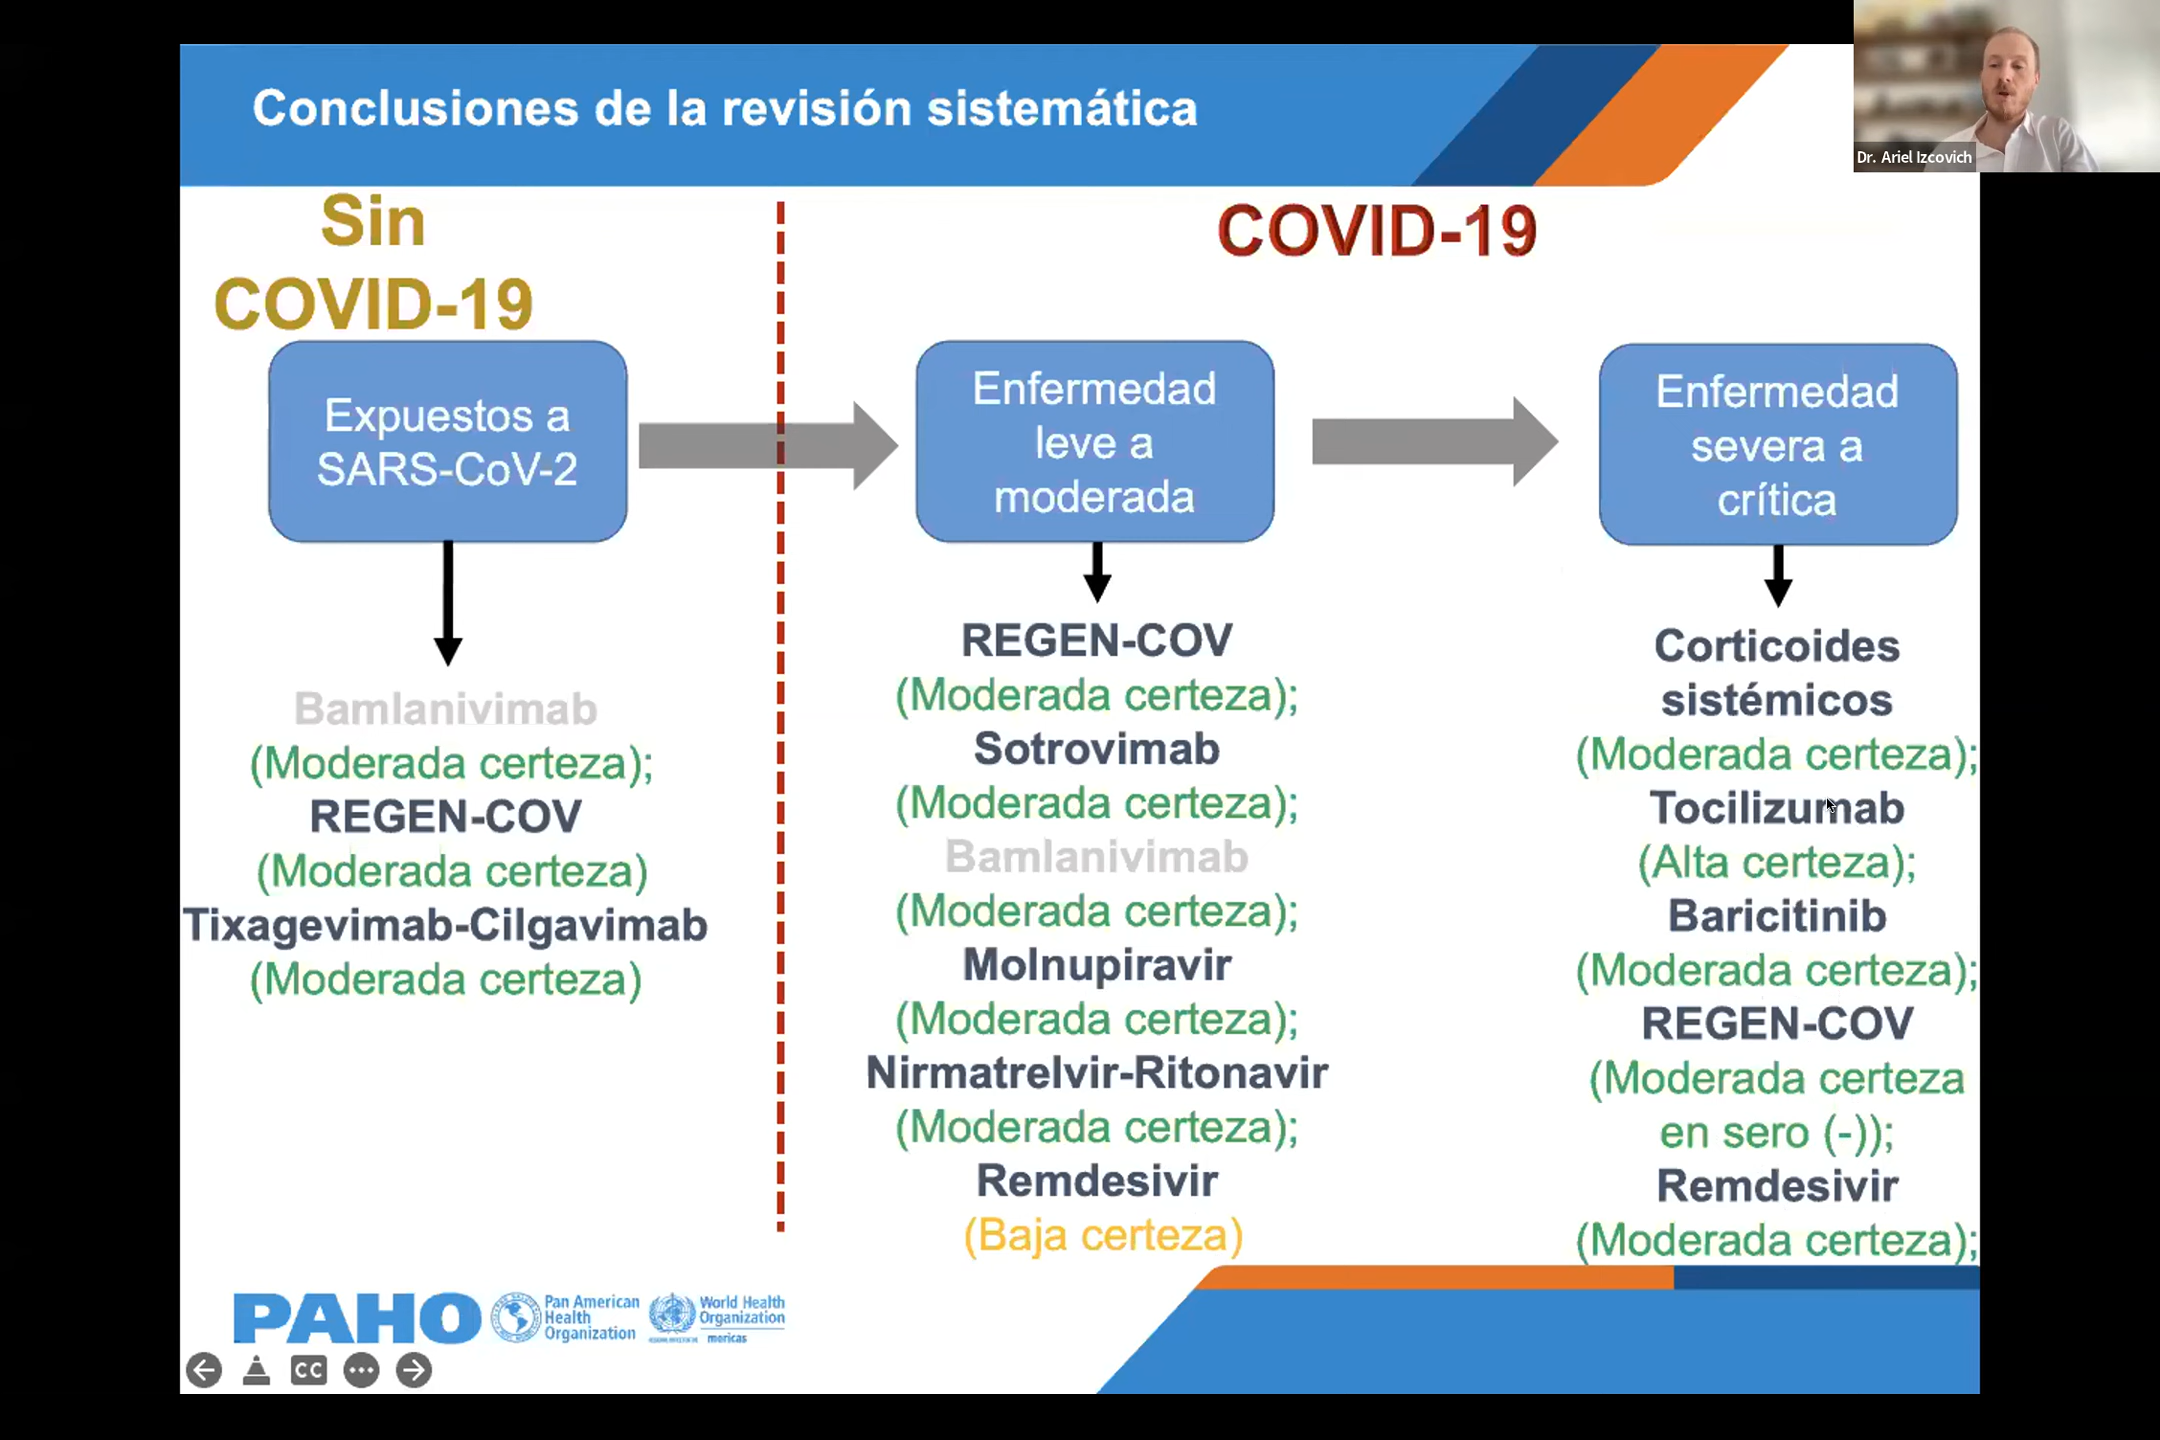 Conclusiones de la revisión sistemática
Dr. Ariel Izcovich
Sin
COVID-19
COVID-19
Expuestos a
SARS-CoV-2
Enfermedad
leve a
moderada
Enfermedad
severa a
crítica
Bamlanivimab
(Moderada certeza);
REGEN-COV
(Moderada certeza)
Tixagevimab-Cilgavimab
(Moderada certeza)
REGEN-COV
(Moderada certeza);
Sotrovimab
(Moderada certeza);
Bamlanivimab
(Moderada certeza);
Molnupiravir
(Moderada certeza);
Nirmatrelvir-Ritonavir
(Moderada certeza);
Remdesivir
(Baja certeza)
Corticoides
sistémicos
(Moderada certeza);
Tocilizumab
(Alta certeza);
Baricitinib
(Moderada certeza);
REGEN-COV
(Moderada certeza
en sero (-));
Remdesivir
(Moderada certeza);
PAHO
Pan American
Health
Organization
World Health
Organization
mericas
CC